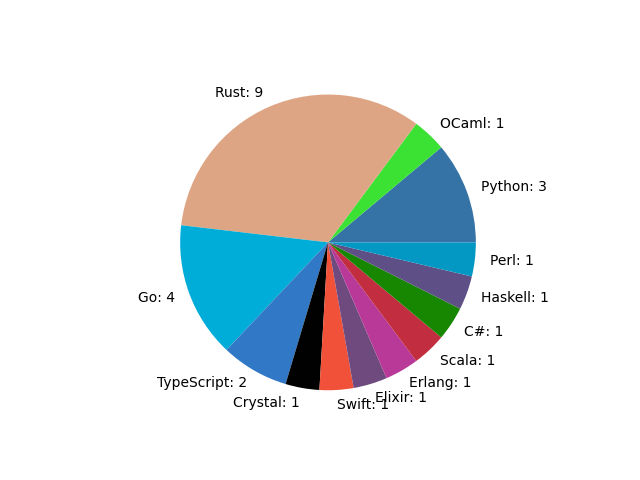 Rust: 9
OCaml: 1
Python: 3
Perl: 1
Haskell: 1
Go: 4
C#: 1
Scala: 1
TypeScript: 2
Erlang: 1
Elixir: 1
Crystal: 1
Swift: 1